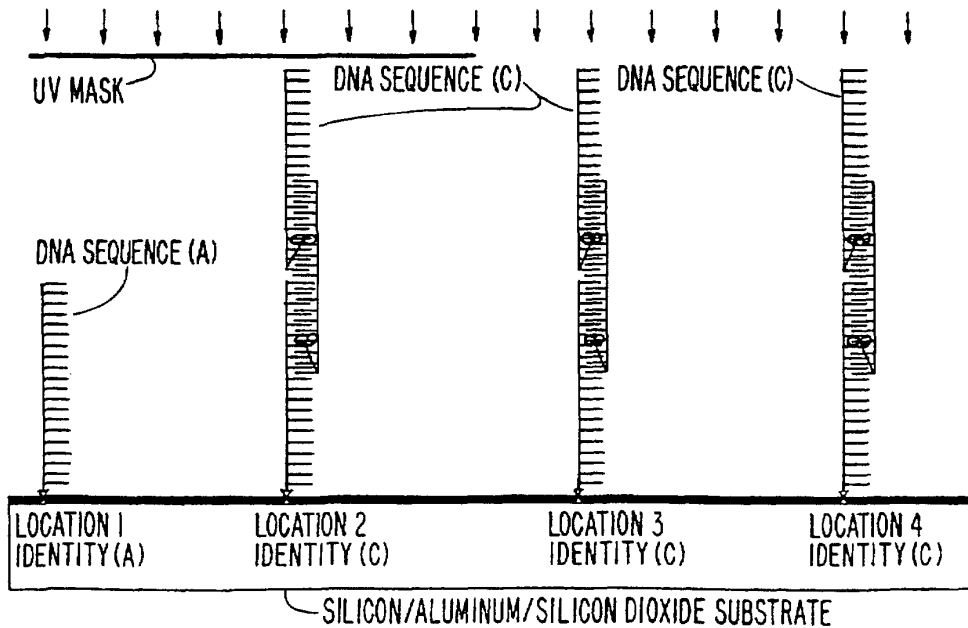 UV MASK
DNA SEQUENCE (C)
DNA SEQUENCE (C)
DNA SEQUENCE (A)
LOCATION 1
IDENTITY (A)
LOCATION 2
IDENTITY (C)
LOCATION 3
IDENTITY (C)
LOCATION 4
IDENTITY (C)
SILICON/ALUMINUM/SILICON DIOXIDE SUBSTRATE